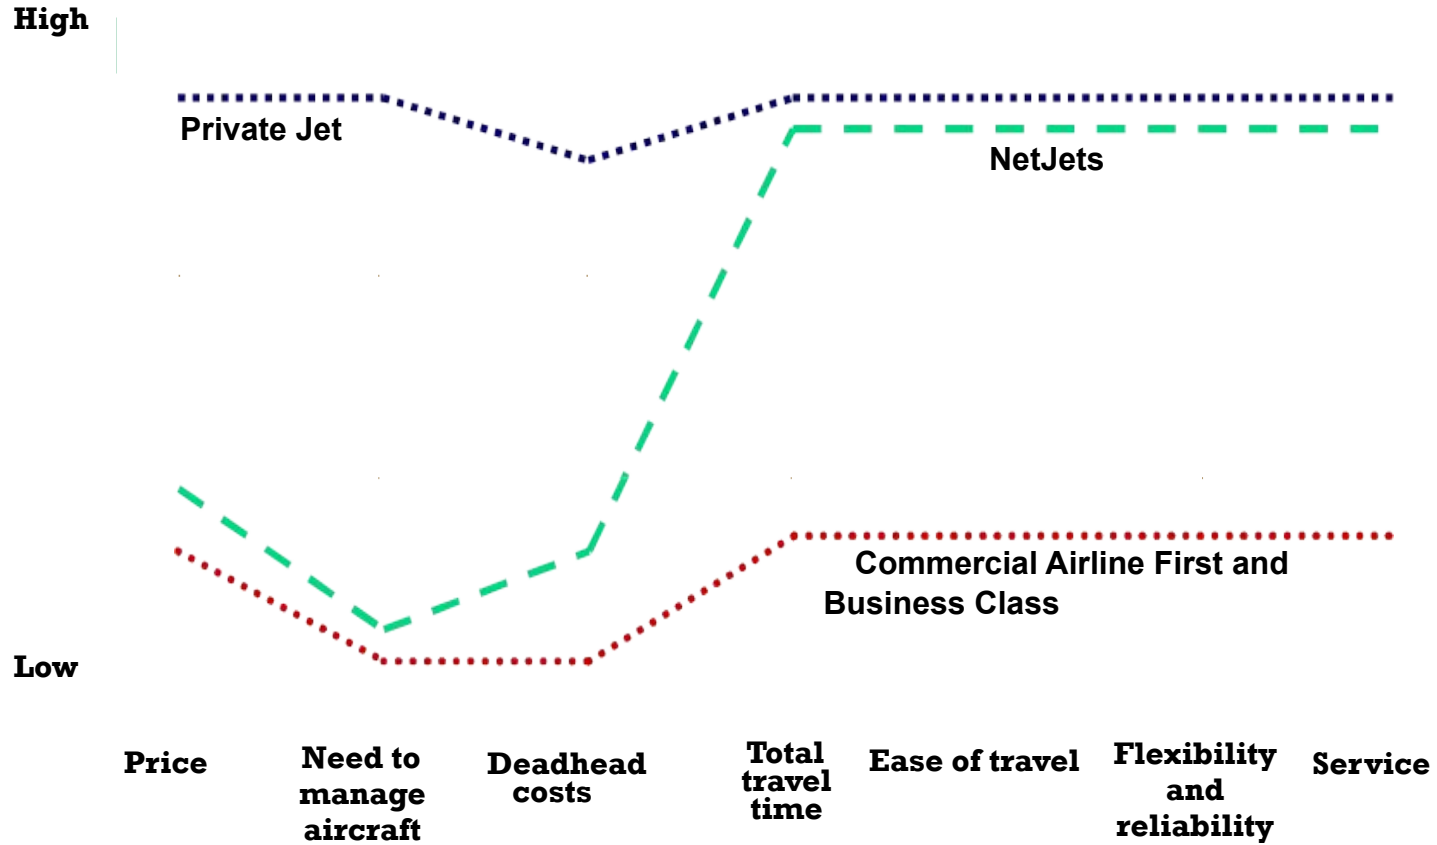 High
Private Jet
NetJets
Commercial Airline First and
Business Class
Low
Price
Need to
manage
aircraft
Deadhead
costs
Total
travel
time
Ease of travel
Flexibility
and
reliability
Service